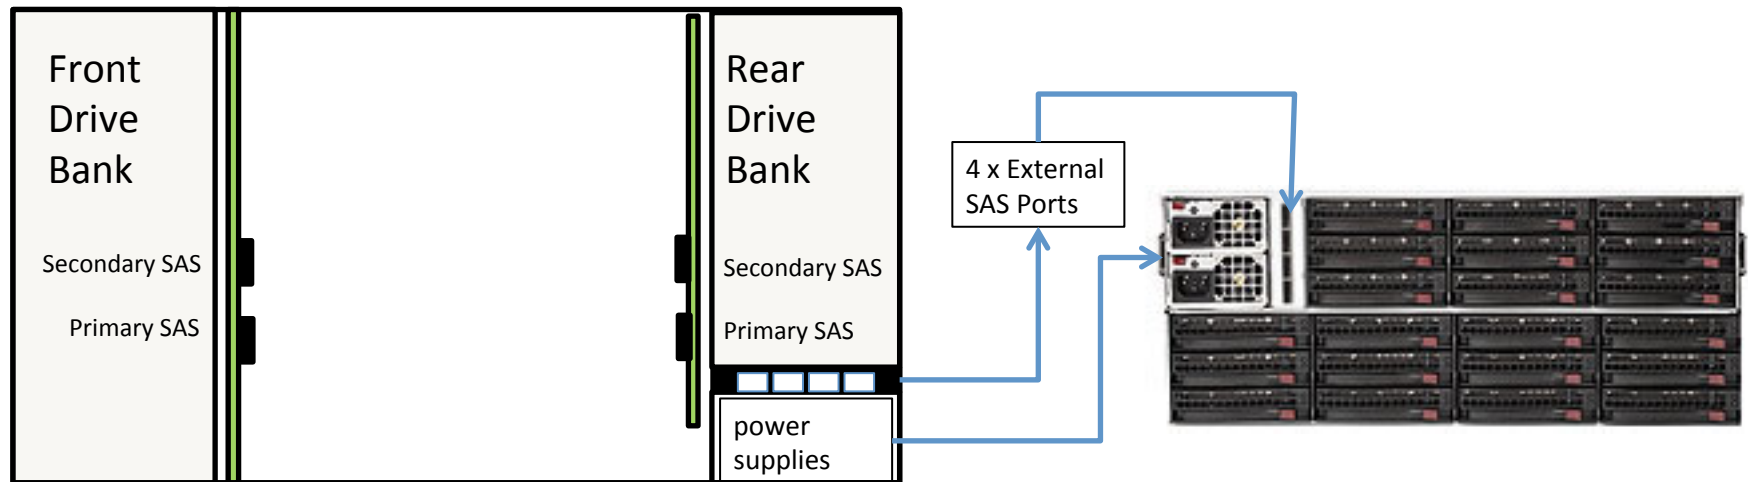 Front
Drive
Bank
Secondary SAS
Primary SAS
Rear
Drive
Bank
Secondary SAS
Primary SAS
power
supplies
4 x External
SAS Ports